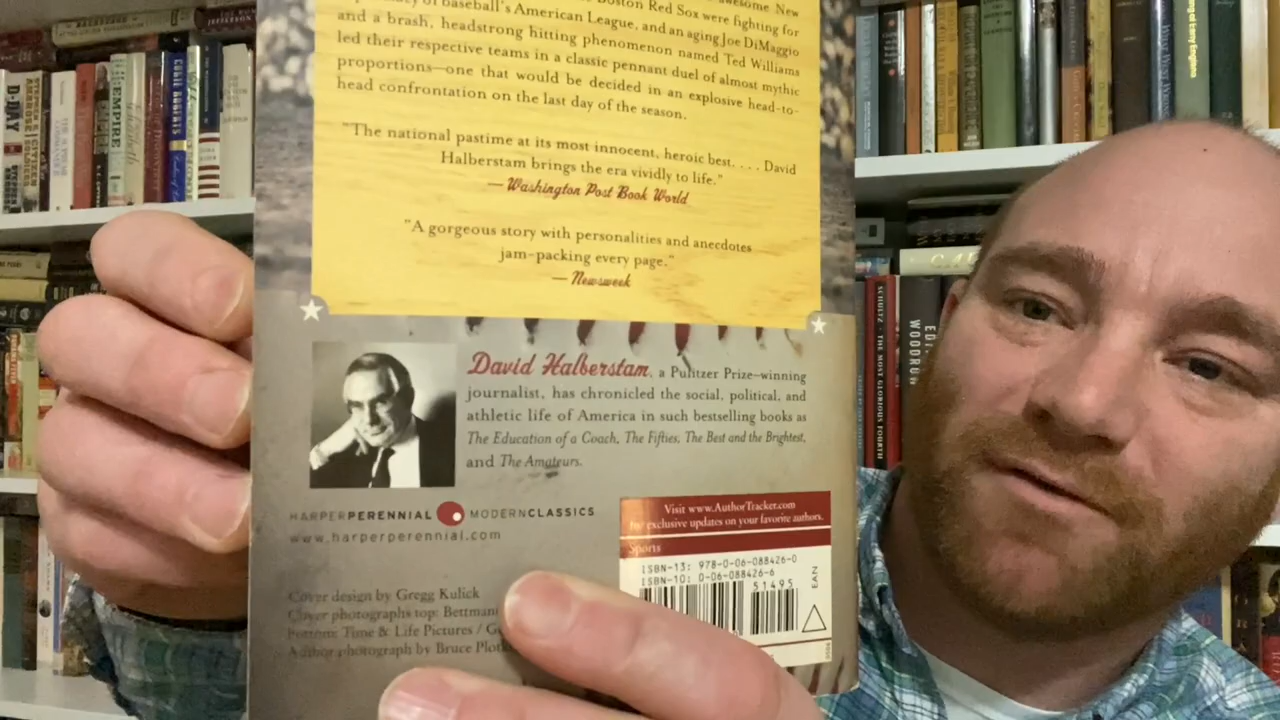 awesome New
Boston Red Sox were fighting for
of baseball's American League, and an aging Joe DiMaggio
and a brash, headstrong hitting phenomenon named Ted Williams
led their respective teams in a classic pennant duel of almost mythic
proportions—one that would be decided in an explosive head-to-
head confrontation on the last day of the season.
"The national pastime at its most innocent, heroic best. . . . David
Halberstam brings the era vividly to life."
—Washington Post Book World
"A gorgeous story with personalities and anecdotes
jam-packing every page."
—Newsweek
David Halberstam, a Pulitzer Prize–winning
journalist, has chronicled the social, political, and
athletic life of America in such bestselling books as
The Education of a Coach, The Fifties, The Best and the Brightest,
and The Amateurs.
HARPERPERENNIAL MODERNCLASSICS
www.harperperennial.com
Visit www.AuthorTracker.com
for exclusive updates on your favorite authors.
Sports
ISBN-13: 978-0-06-088426-0
ISBN-10: 0-06-088426-6
51495
EAN
Cover design by Gregg Kulick
Cover photographs top: Bettman
bottom: Time & Life Pictures / G
Author photograph by Bruce Plot
D-DAY
EMPIRE
SCHULTZ · THE MOST GLORIOUS FOURTH
WOODROW